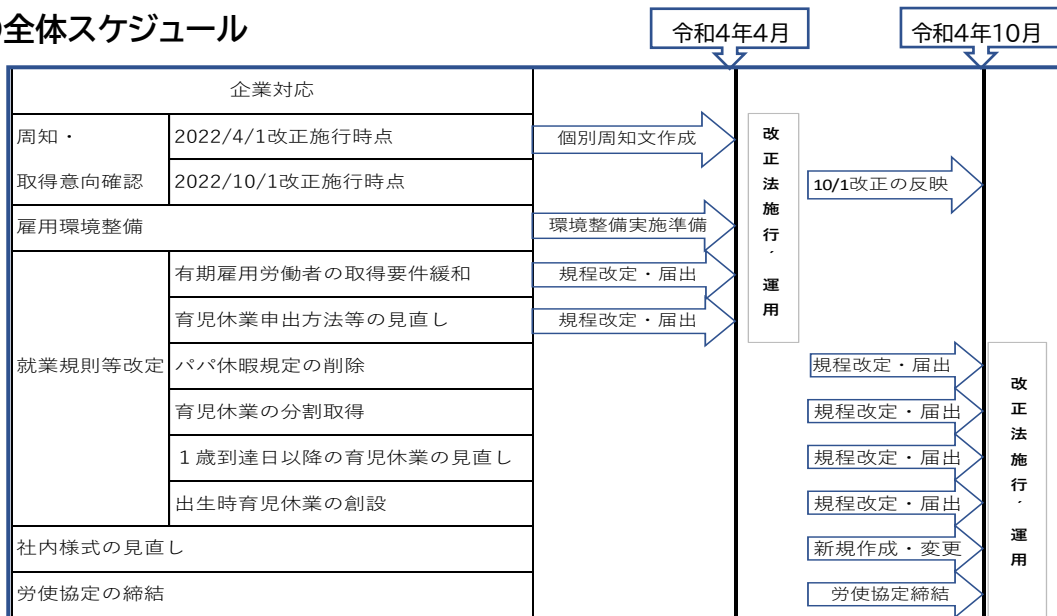 全体スケジュール
令和4年4月
令和4年10月
企業対応
周知・
取得意向確認
2022/4/1改正施行時点
個別周知文作成
2022/10/1改正施行時点
10/1改正の反映
雇用環境整備
環境整備実施準備
就業規則等改定
有期雇用労働者の取得要件緩和
規程改定・届出
育児休業申出方法等の見直し
規程改定・届出
改正法施行、運用
パパ休暇規定の削除
規程改定・届出
育児休業の分割取得
規程改定・届出
１歳到達日以降の育児休業の見直し
規程改定・届出
出生時育児休業の創設
規程改定・届出
社内様式の見直し
新規作成・変更
労使協定の締結
労使協定締結
改正法施行、運用